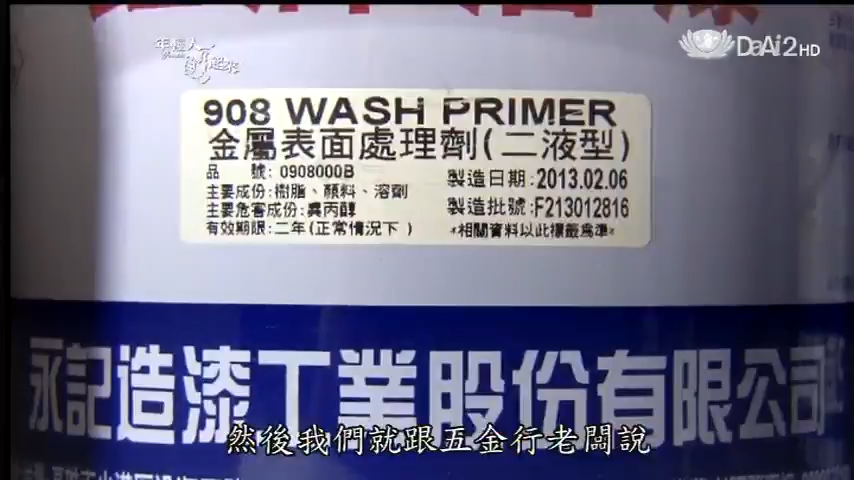 年輕人
起來
DaAi2 HD
908 WASH PRIMER
金屬表面處理劑(二液型)
品 號: 0908000B
主要成份:樹脂、顏料、溶劑
主要危害成份:異丙醇
有效期限:二年(正常情況下 )
製造日期:2013.02.06
製造批號:F213012816
*相關資料以此標籤為準*
永記造漆工業股份有限公司
然後我們就跟五金行老闆說